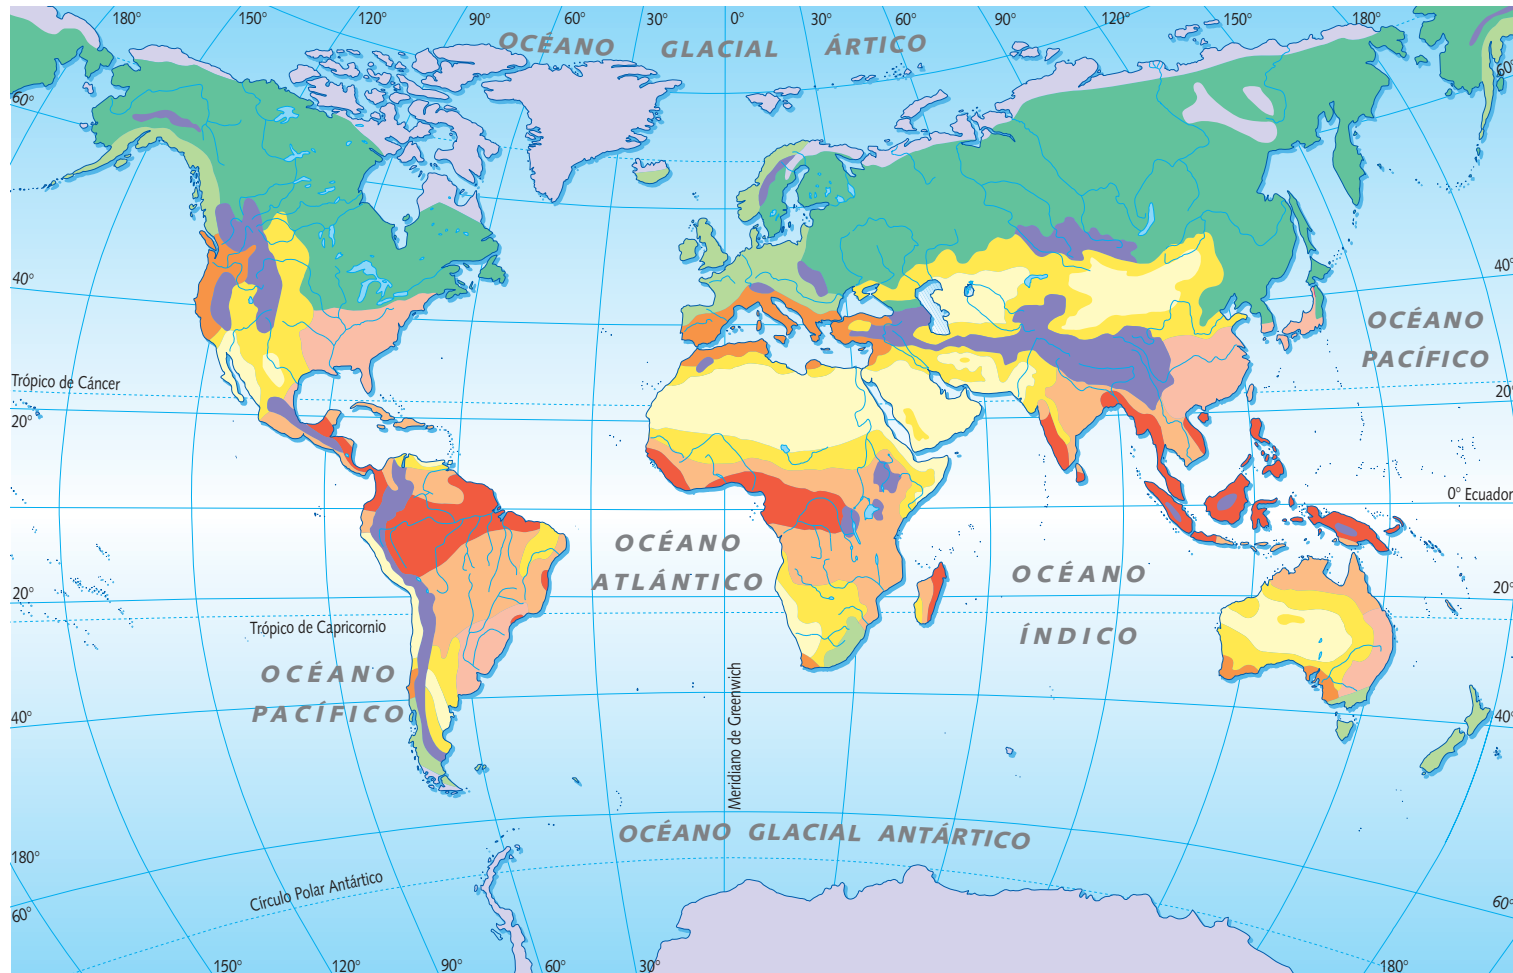 180° 150° 120° 90° 60° 30° 0° 30° 60° 90° 120° 150° 180°
OCÉANO GLACIAL ÁRTICO
60° 60°
40° 40°
OCÉANO
PACÍFICO
Trópico de Cáncer
20° 20°
0° Ecuador
OCÉANO
ATLÁNTICO
OCÉANO
ÍNDICO
20° 20°
Trópico de Capricornio
OCÉANO
PACÍFICO
Meridiano de Greenwich
40° 40°
OCÉANO GLACIAL ANTÁRTICO
180°
Círculo Polar Antártico
60° 60°
150° 120° 90° 60° 30° 180°